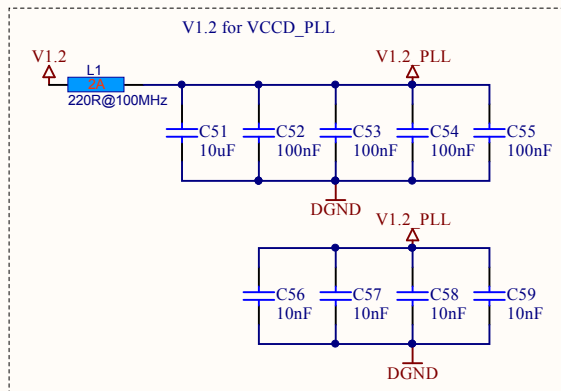 V1.2 for VCCD_PLL
V1.2
V1.2_PLL
L1
2A
220R@100MHz
C51
10uF
C52
100nF
C53
100nF
C54
100nF
C55
100nF
DGND
V1.2_PLL
C56
10nF
C57
10nF
C58
10nF
C59
10nF
DGND